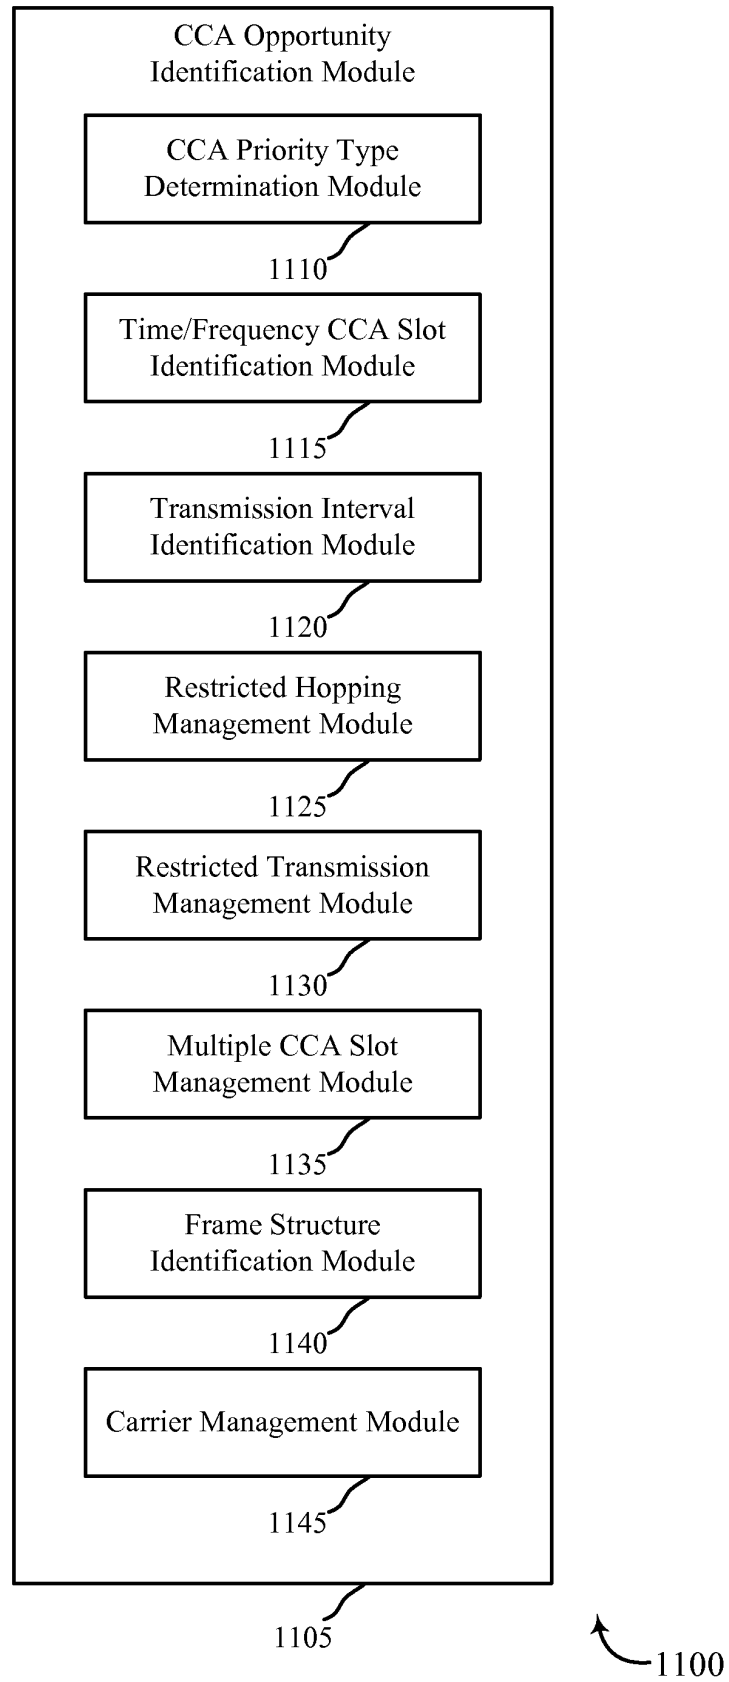 CCA Opportunity
Identification Module
CCA Priority Type
Determination Module
1110
Time/Frequency CCA Slot
Identification Module
1115
Transmission Interval
Identification Module
1120
Restricted Hopping
Management Module
1125
Restricted Transmission
Management Module
1130
Multiple CCA Slot
Management Module
1135
Frame Structure
Identification Module
1140
Carrier Management Module
1145
1105
1100